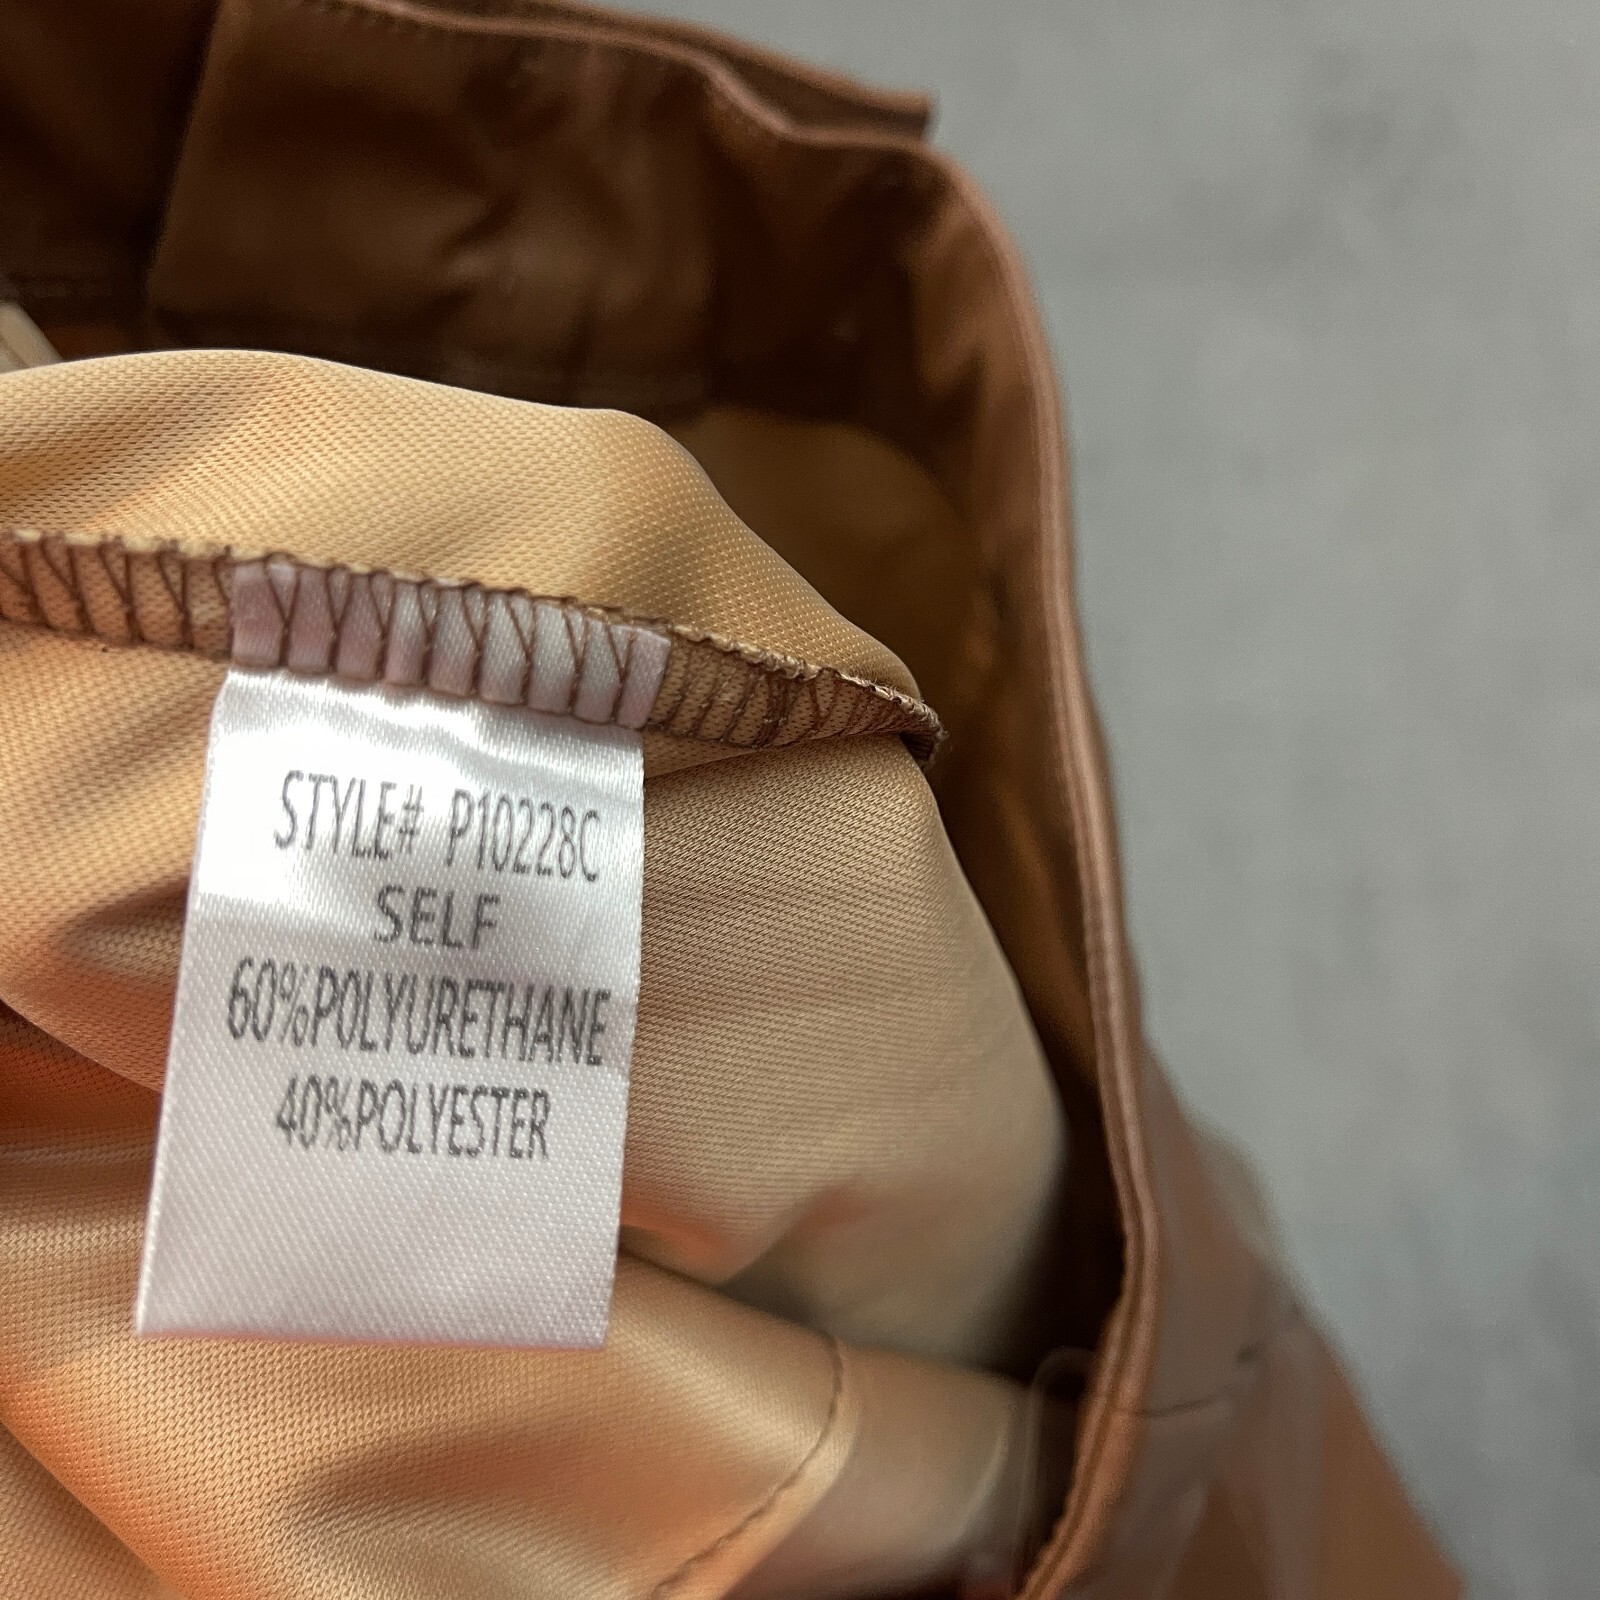 STYLE# P10228C
SELF
60%POLYURETHANE
40%POLYESTER